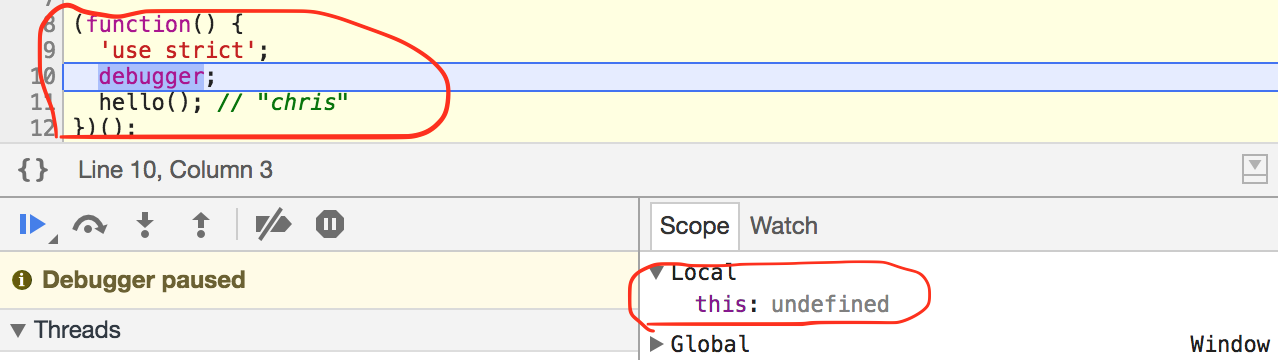 8 (function() {
9 'use strict';
10 debugger;
11 hello(); // "chris"
12 })();
{} Line 10, Column 3
Scope Watch
Debugger paused
Local
this: undefined
Threads
Global Window